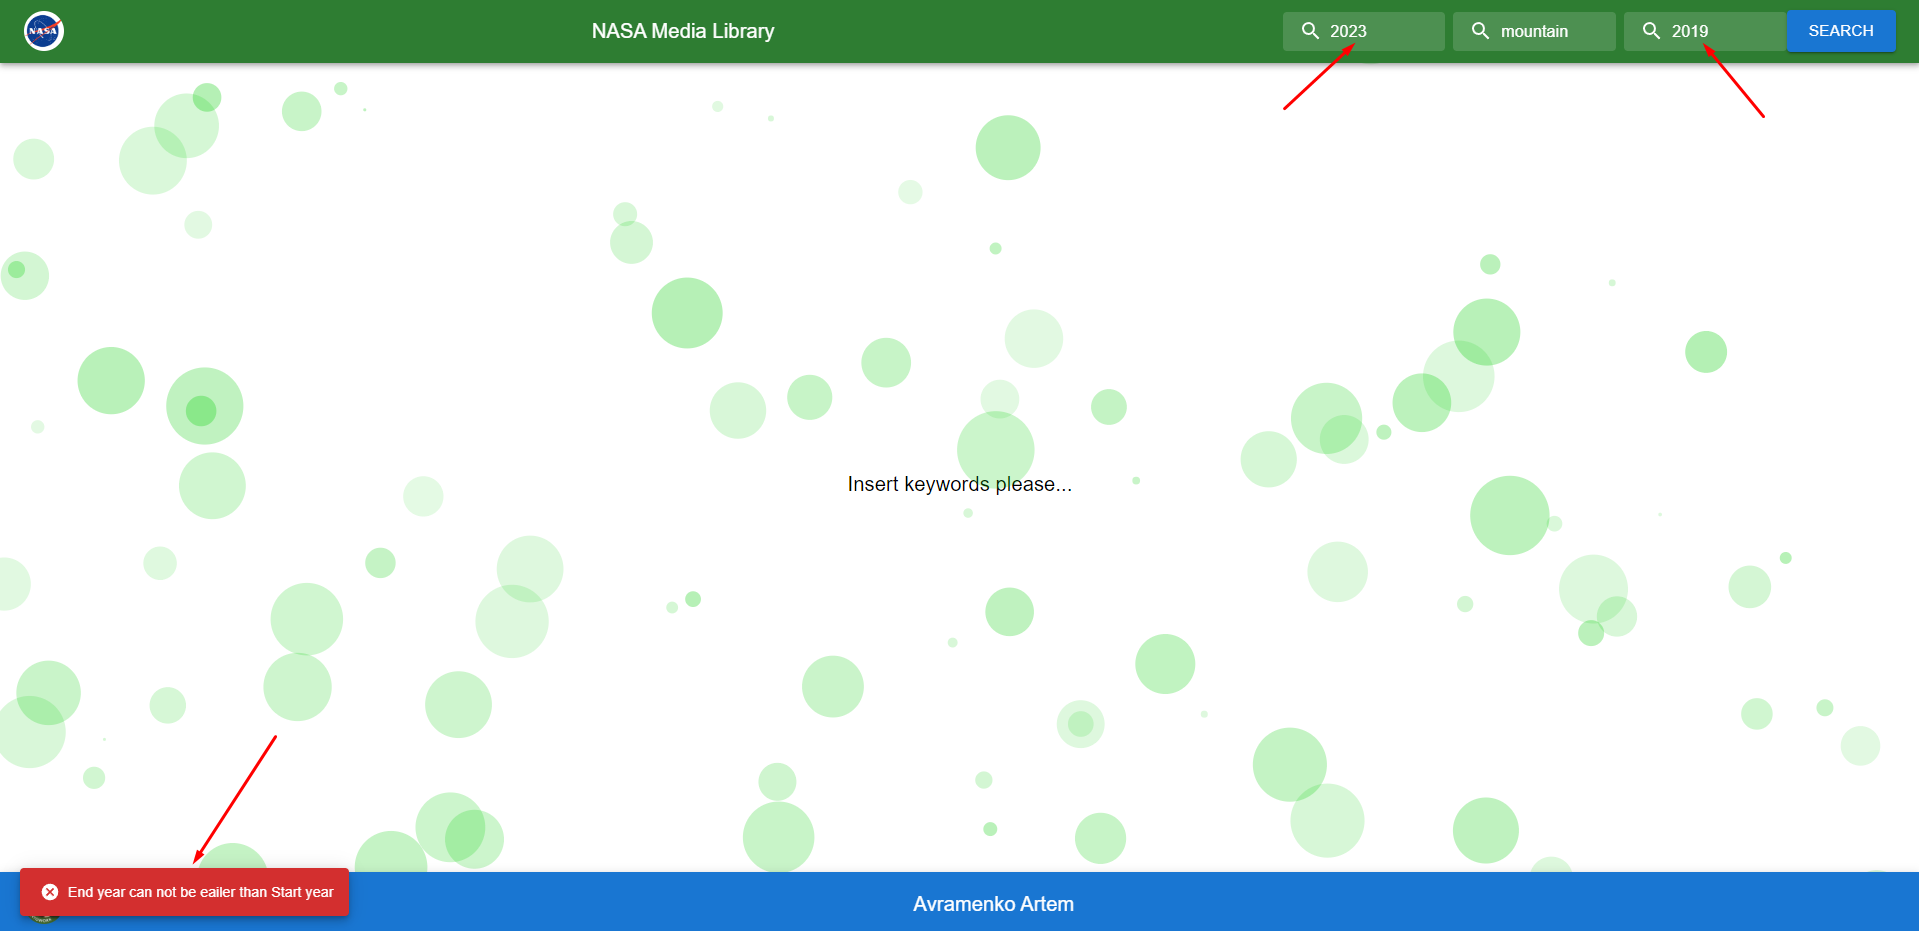 NASA
NASA Media Library
2023
mountain
2019
SEARCH
Insert keywords please...
End year can not be eailer than Start year
Avramenko Artem